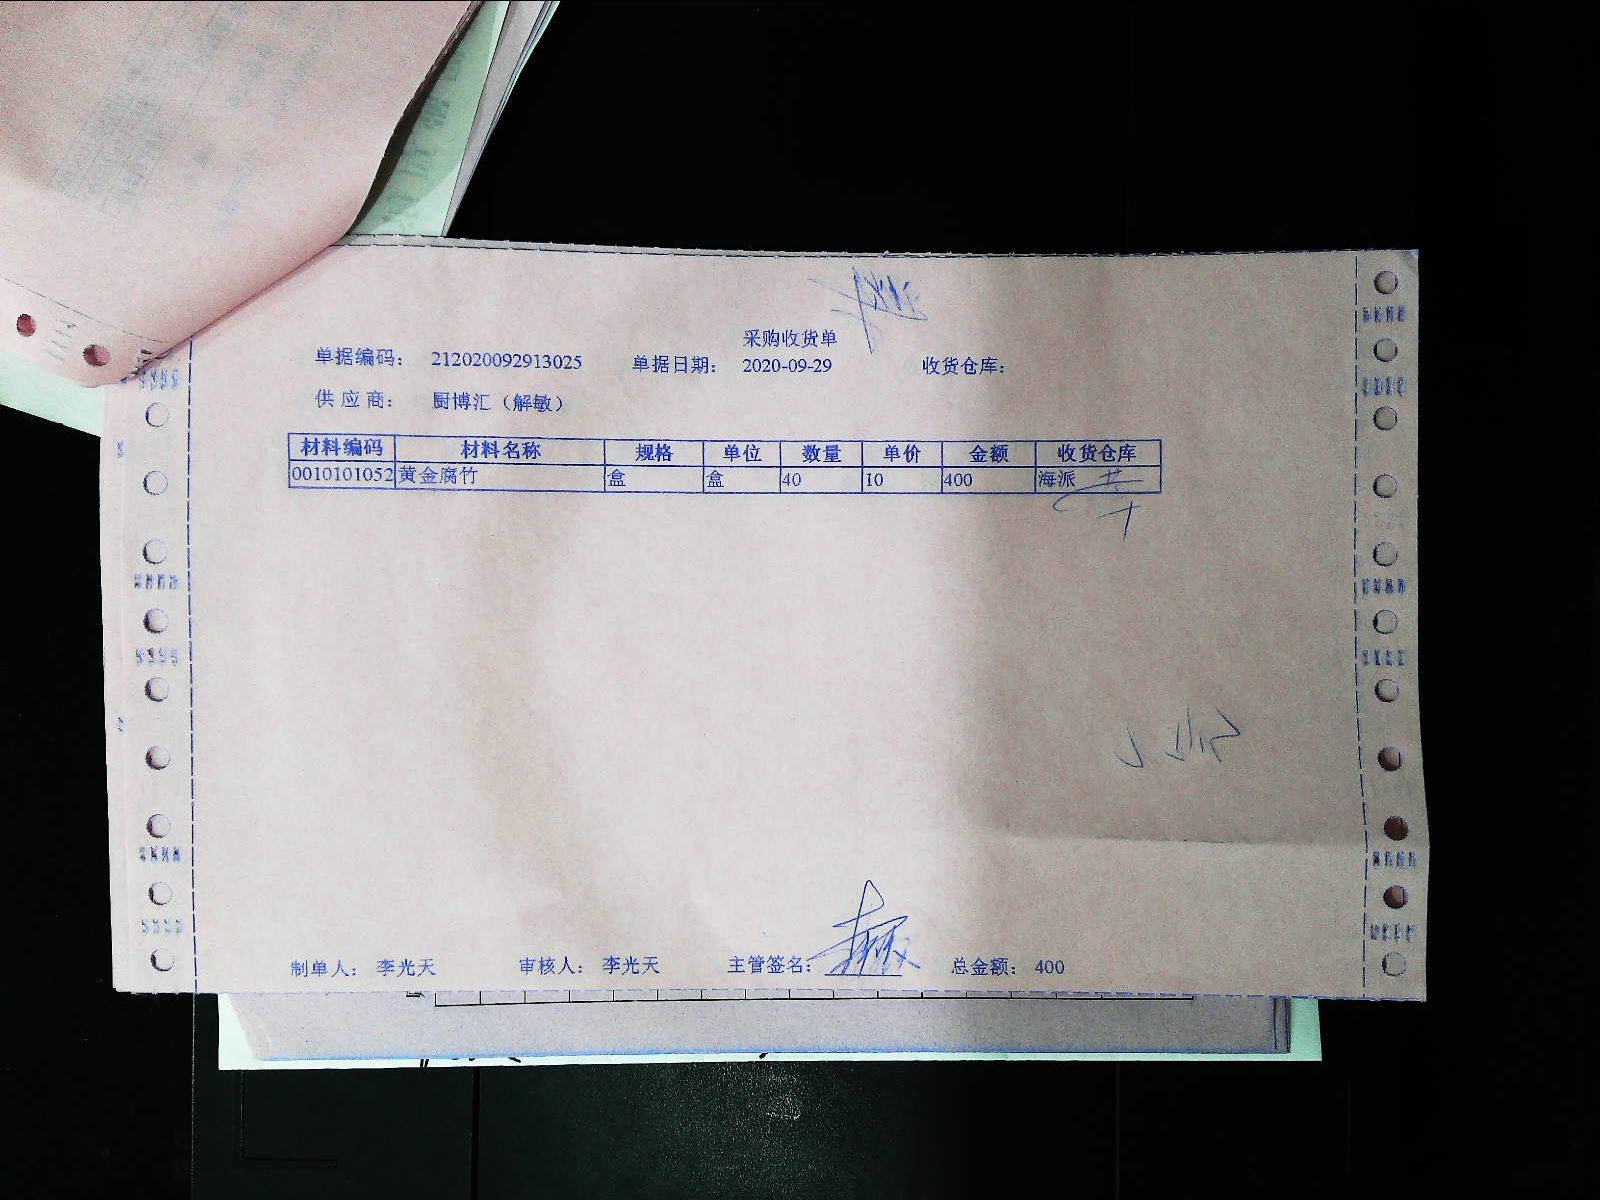 采购收货单
单据编码： 212020092913025 单据日期： 2020-09-29 收货仓库：
供应商： 厨博汇（解敏）
材料编码 材料名称 规格 单位 数量 单价 金额 收货仓库
0010101052 黄金腐竹 盒 盒 40 10 400 海派
制单人： 李光天 审核人： 李光天 主管签名： 总金额： 400